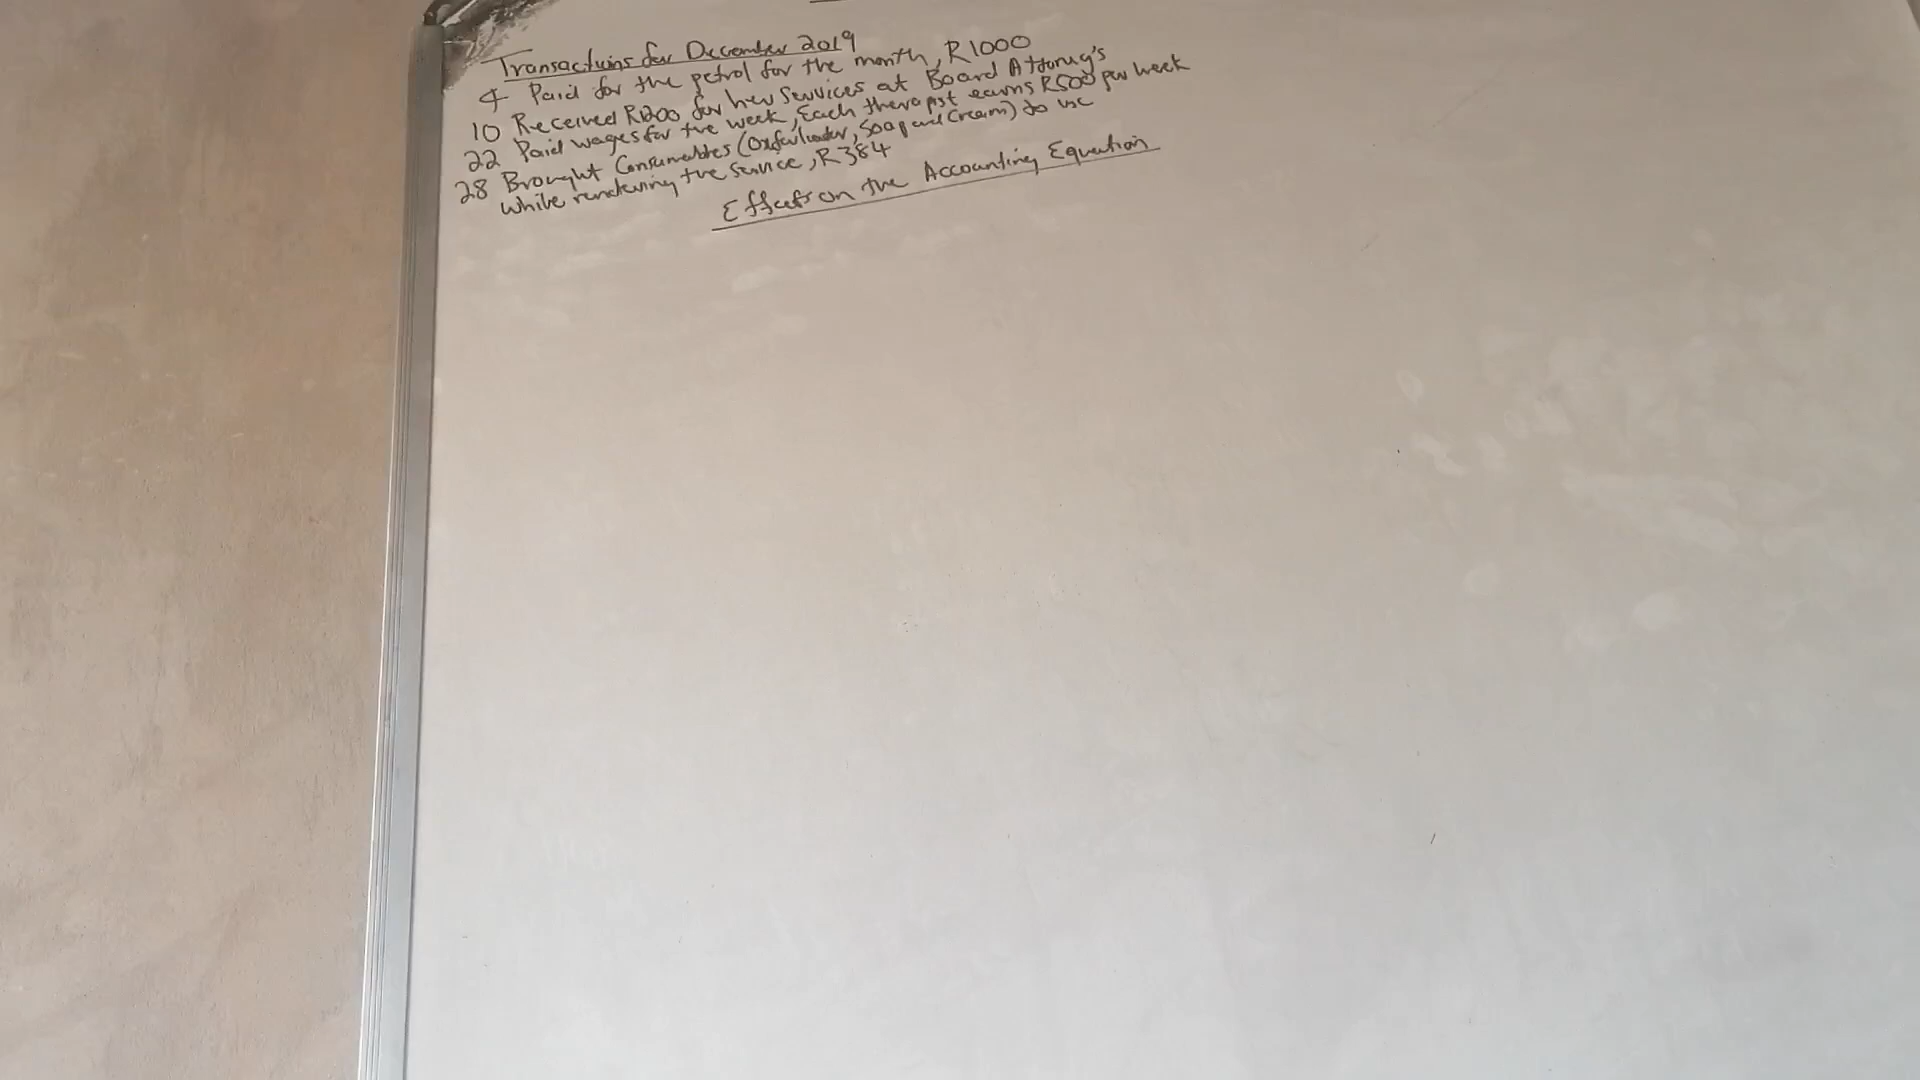 Transactions for December 2019
4 Paid for the petrol for the month, R1000
10 Received R1200 for her services at Board Attorney's
22 Paid wages for the week, Each therapist earns R500 per week
28 Brought Consumables ( Soap and Cream) to use
while rendering the service, R384
Effects on the Accounting Equation